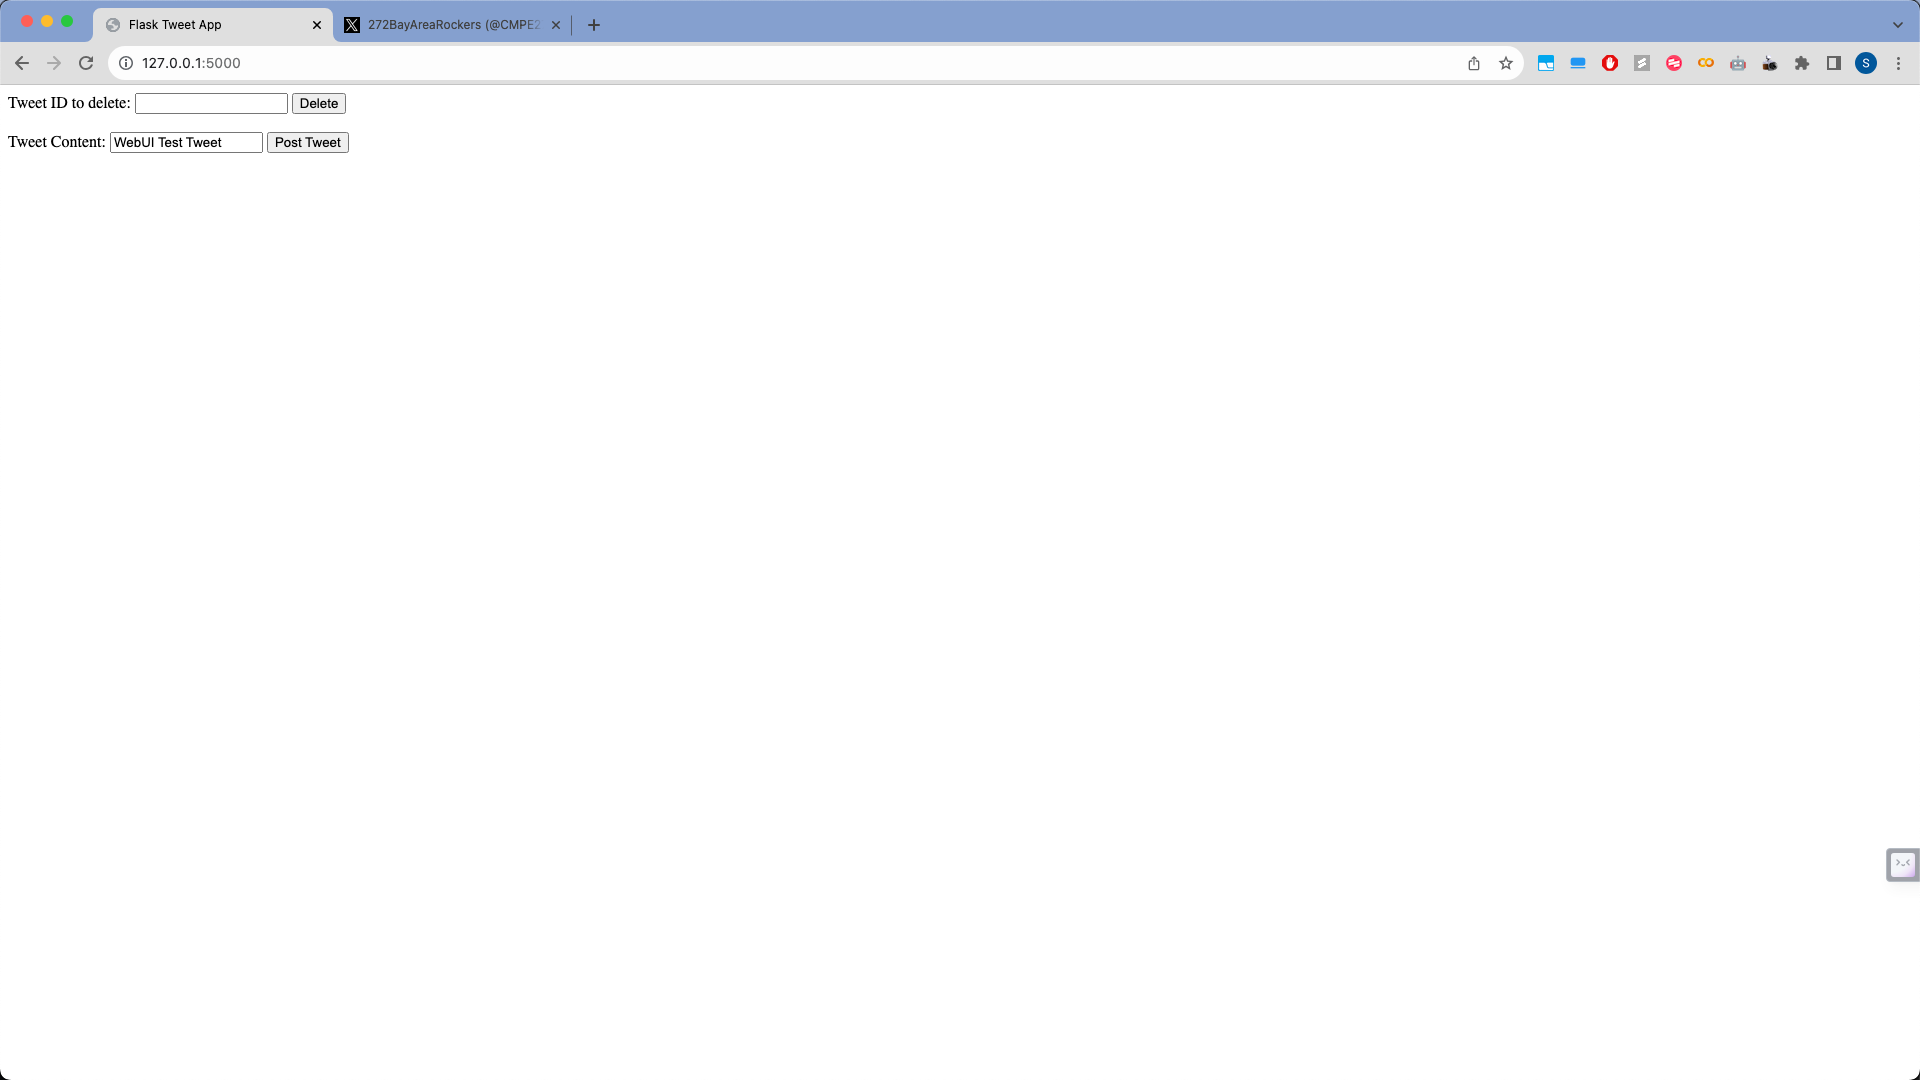 Flask Tweet App
272BayAreaRockers (@CMPE2
127.0.0.1:5000
S
Tweet ID to delete: Delete
Tweet Content: WebUI Test Tweet Post Tweet